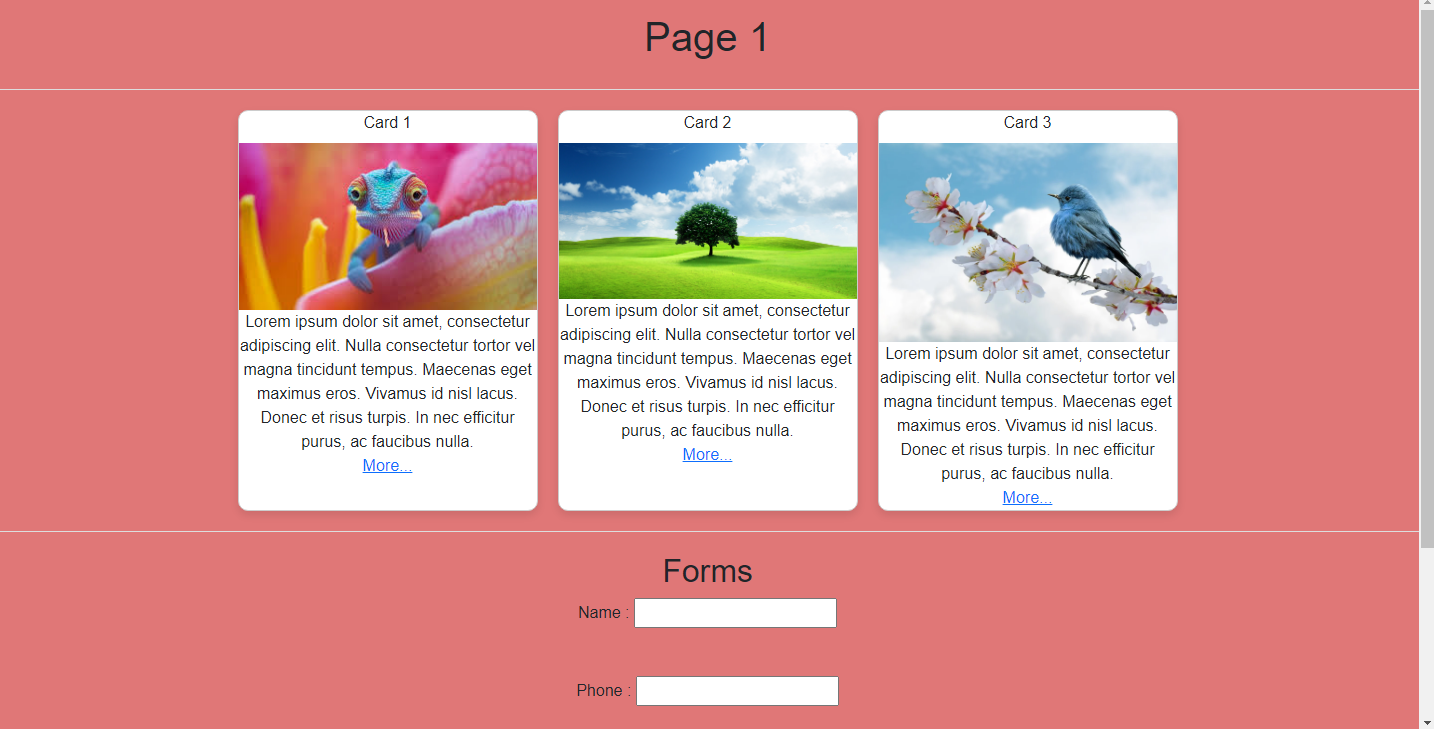 Page 1
Card 1
Lorem ipsum dolor sit amet, consectetur
adipiscing elit. Nulla consectetur tortor vel
magna tincidunt tempus. Maecenas eget
maximus eros. Vivamus id nisl lacus.
Donec et risus turpis. In nec efficitur
purus, ac faucibus nulla.
More...
Card 2
Lorem ipsum dolor sit amet, consectetur
adipiscing elit. Nulla consectetur tortor vel
magna tincidunt tempus. Maecenas eget
maximus eros. Vivamus id nisl lacus.
Donec et risus turpis. In nec efficitur
purus, ac faucibus nulla.
More...
Card 3
Lorem ipsum dolor sit amet, consectetur
adipiscing elit. Nulla consectetur tortor vel
magna tincidunt tempus. Maecenas eget
maximus eros. Vivamus id nisl lacus.
Donec et risus turpis. In nec efficitur
purus, ac faucibus nulla.
More...
Forms
Name :
Phone :